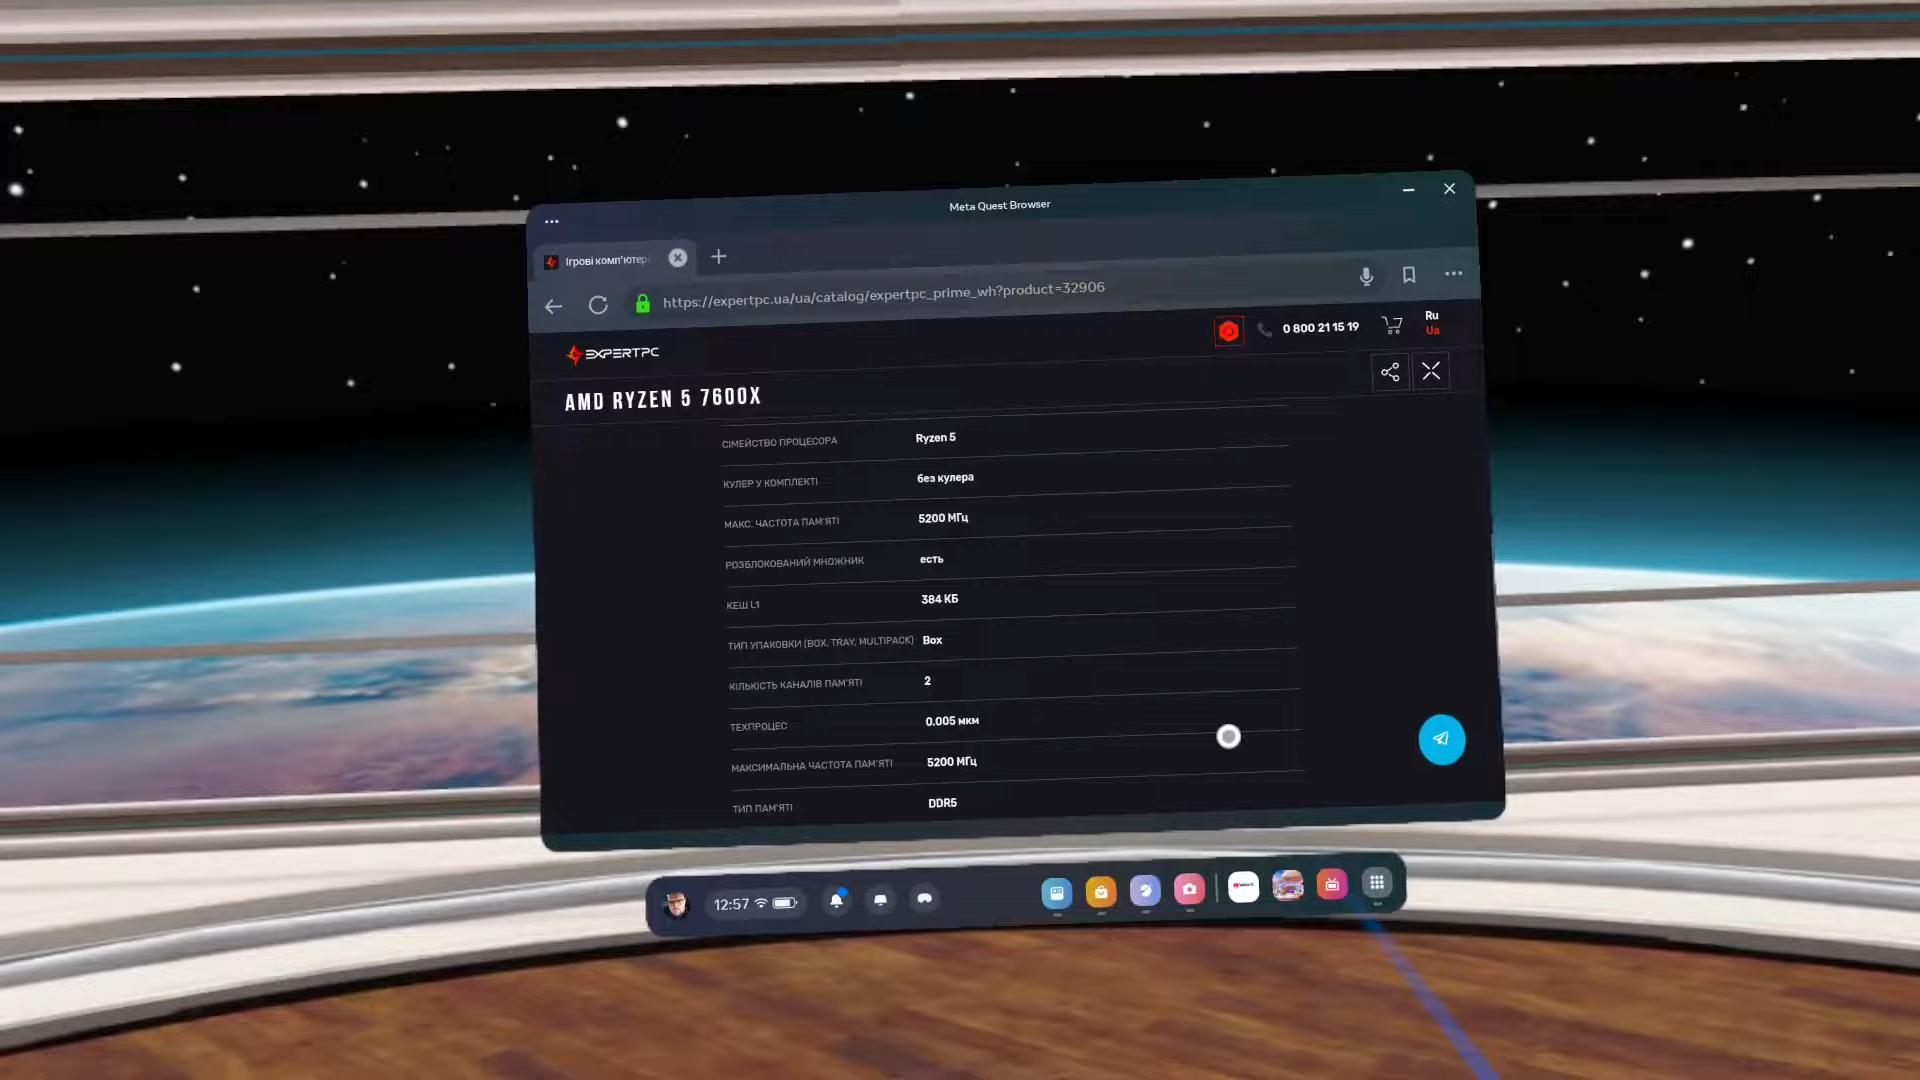 Meta Quest Browser
Ігрові комп'ютер
https://expertpc.ua/ua/catalog/expertpc_prime_wh?product=32906
EXPERTPC
0 800 21 15 19
Ru
Ua
AMD RYZEN 5 7600X
СІМЕЙСТВО ПРОЦЕСОРА Ryzen 5
КУЛЕР У КОМПЛЕКТІ без кулера
МАКС. ЧАСТОТА ПАМ'ЯТІ 5200 МГц
РОЗБЛОКОВАНИЙ МНОЖНИК есть
КЕШ L1 384 КБ
ТИП УПАКОВКИ (BOX, TRAY, MULTIPACK) Box
КІЛЬКІСТЬ КАНАЛІВ ПАМ'ЯТІ 2
ТЕХПРОЦЕС 0.005 мкм
МАКСИМАЛЬНА ЧАСТОТА ПАМ'ЯТІ 5200 МГц
ТИП ПАМ'ЯТІ DDR5
12:57